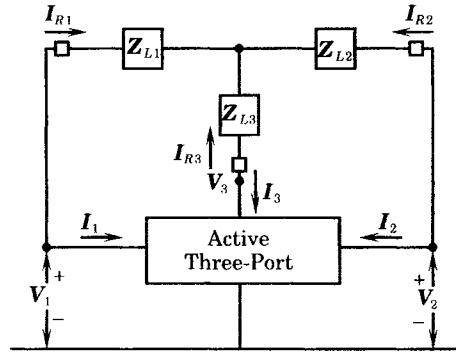 I_R1
I_R2
Z_L1
Z_L2
Z_L3
I_R3
V_3
I_3
I_1
I_2
Active
Three-Port
+
V_1
−
+
V_2
−